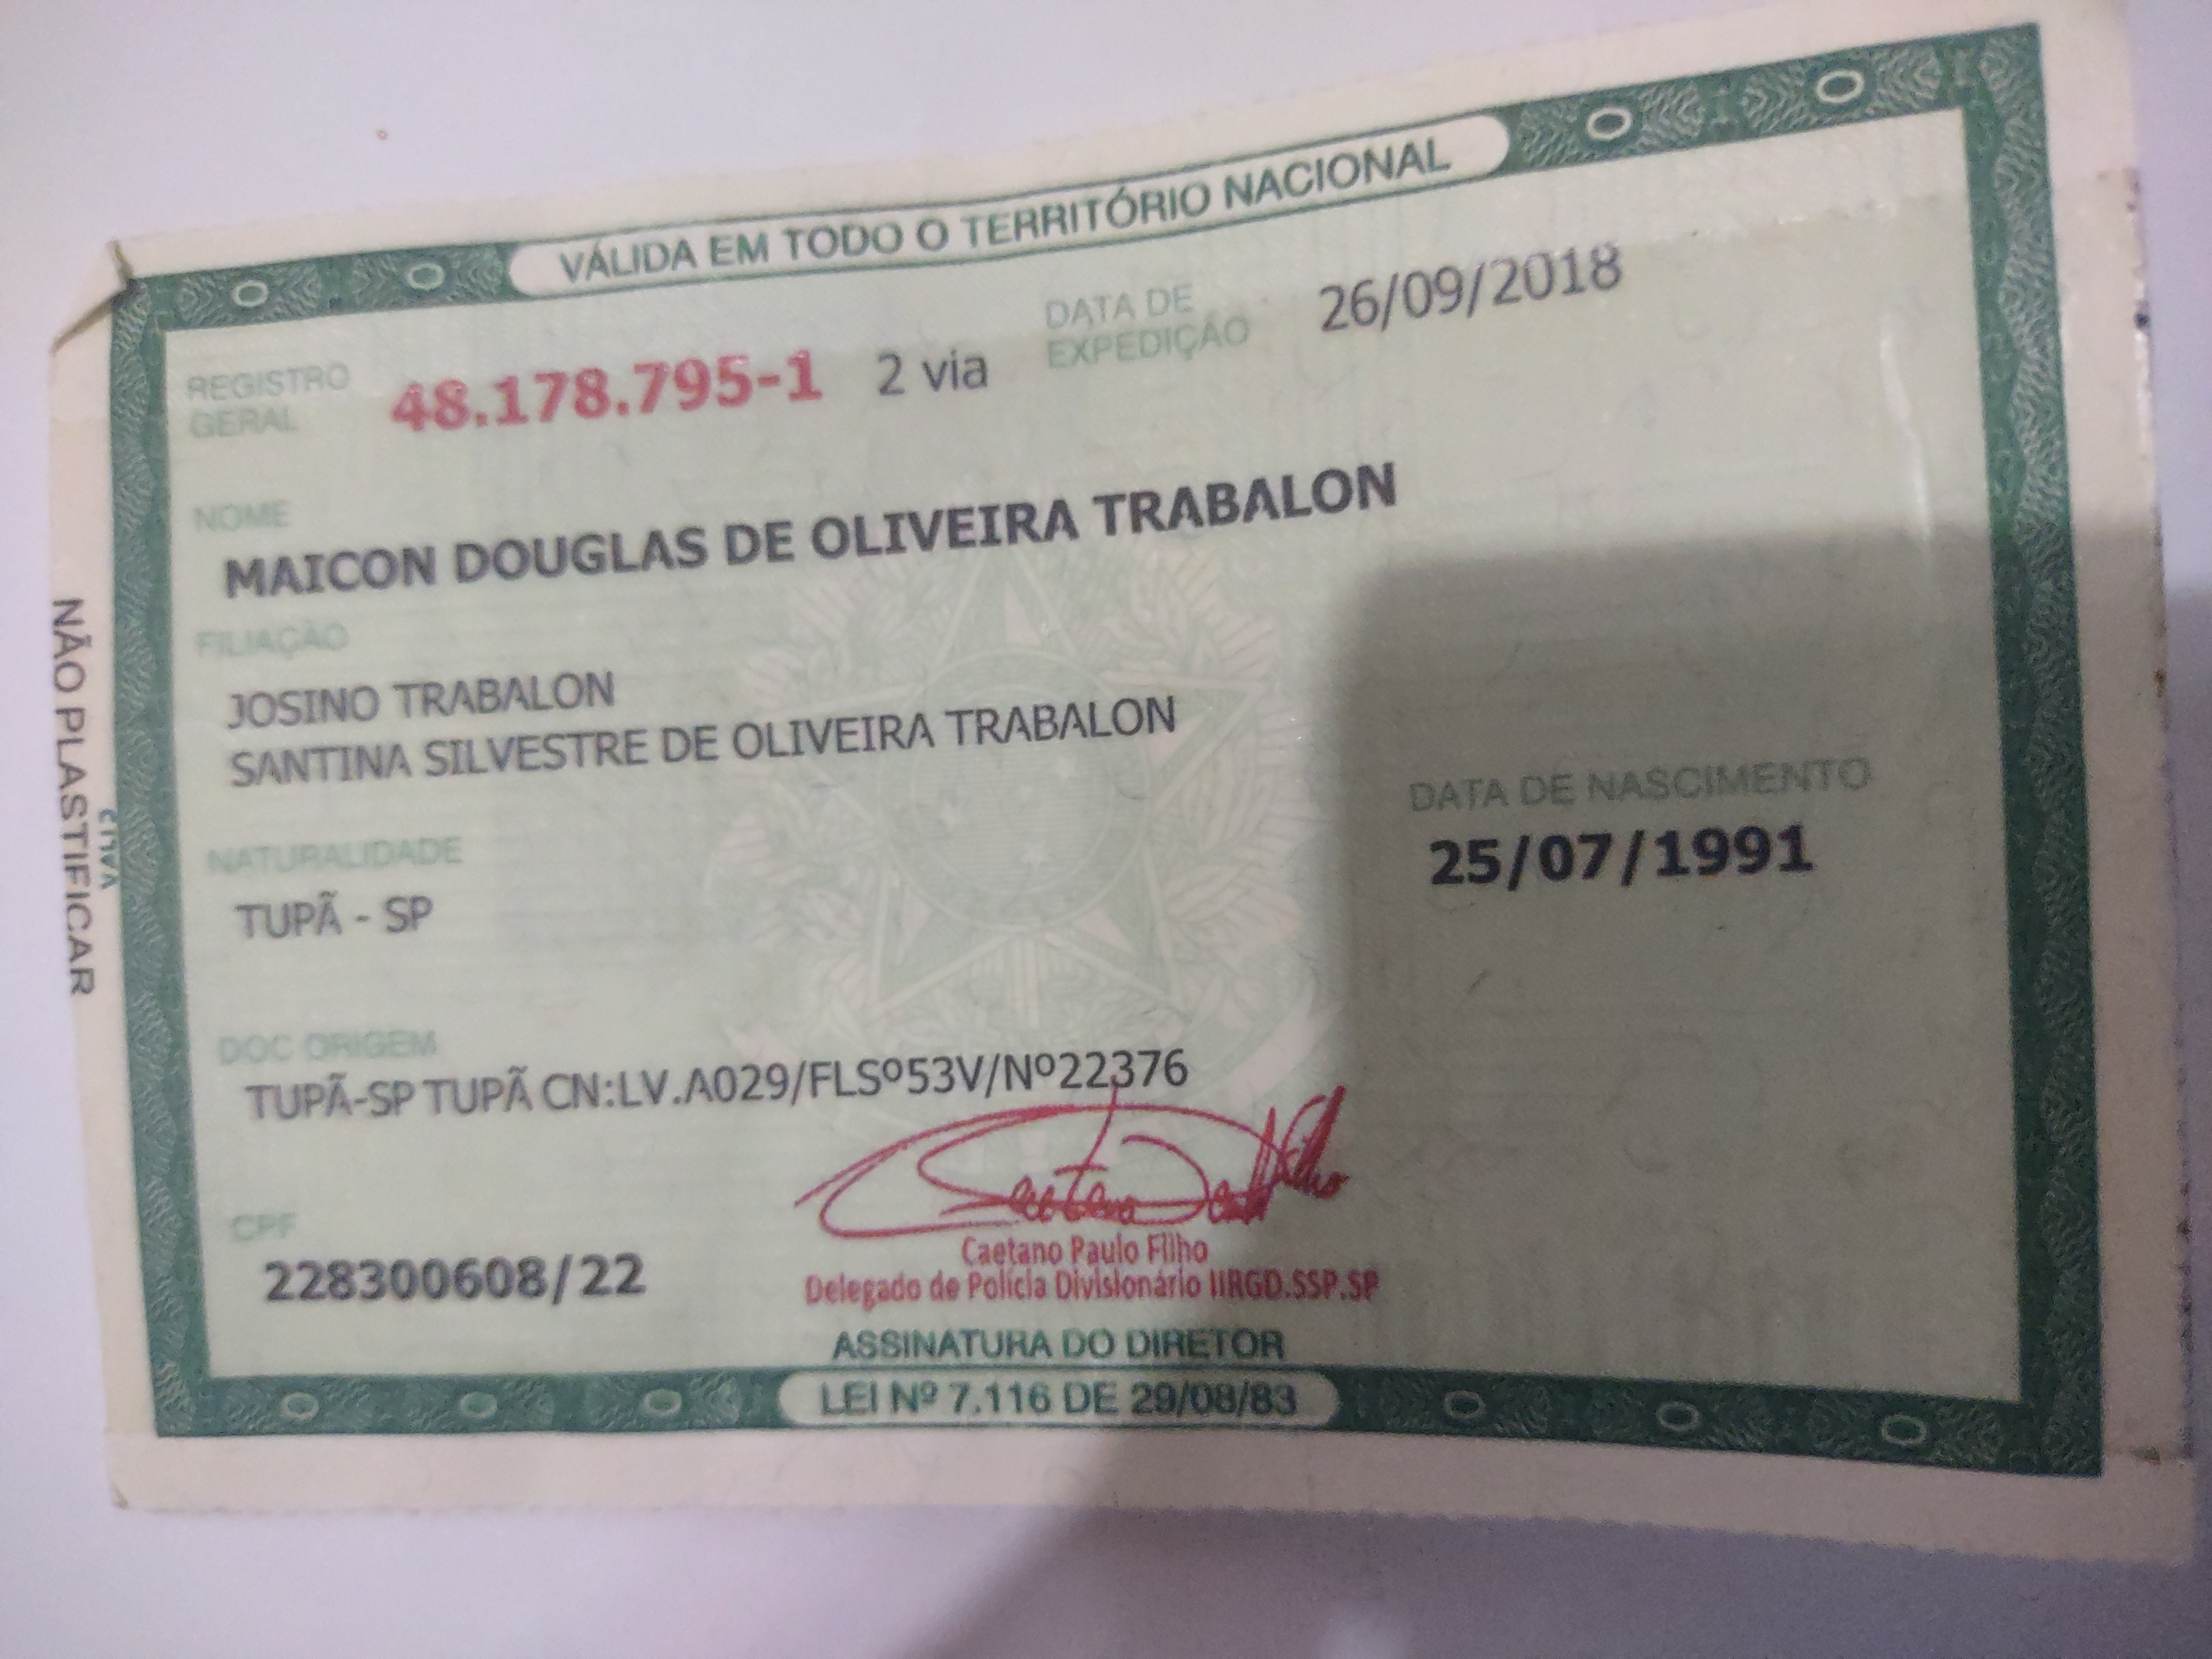 NÃO PLASTIFICAR
VÁLIDA EM TODO O TERRITÓRIO NACIONAL
REGISTRO GERAL 48.178.795-1 2 via DATA DE EXPEDIÇÃO 26/09/2018
NOME
MAICON DOUGLAS DE OLIVEIRA TRABALON
FILIAÇÃO
JOSINO TRABALON
SANTINA SILVESTRE DE OLIVEIRA TRABALON
NATURALIDADE DATA DE NASCIMENTO
TUPÃ - SP 25/07/1991
DOC ORIGEM
TUPÃ-SP TUPÃ CN:LV.A029/FLSº53V/Nº22376
CPF
228300608/22
Caetano Paulo Filho
Delegado de Polícia Divisionário IIRGD.SSP.SP
ASSINATURA DO DIRETOR
LEI Nº 7.116 DE 29/08/83